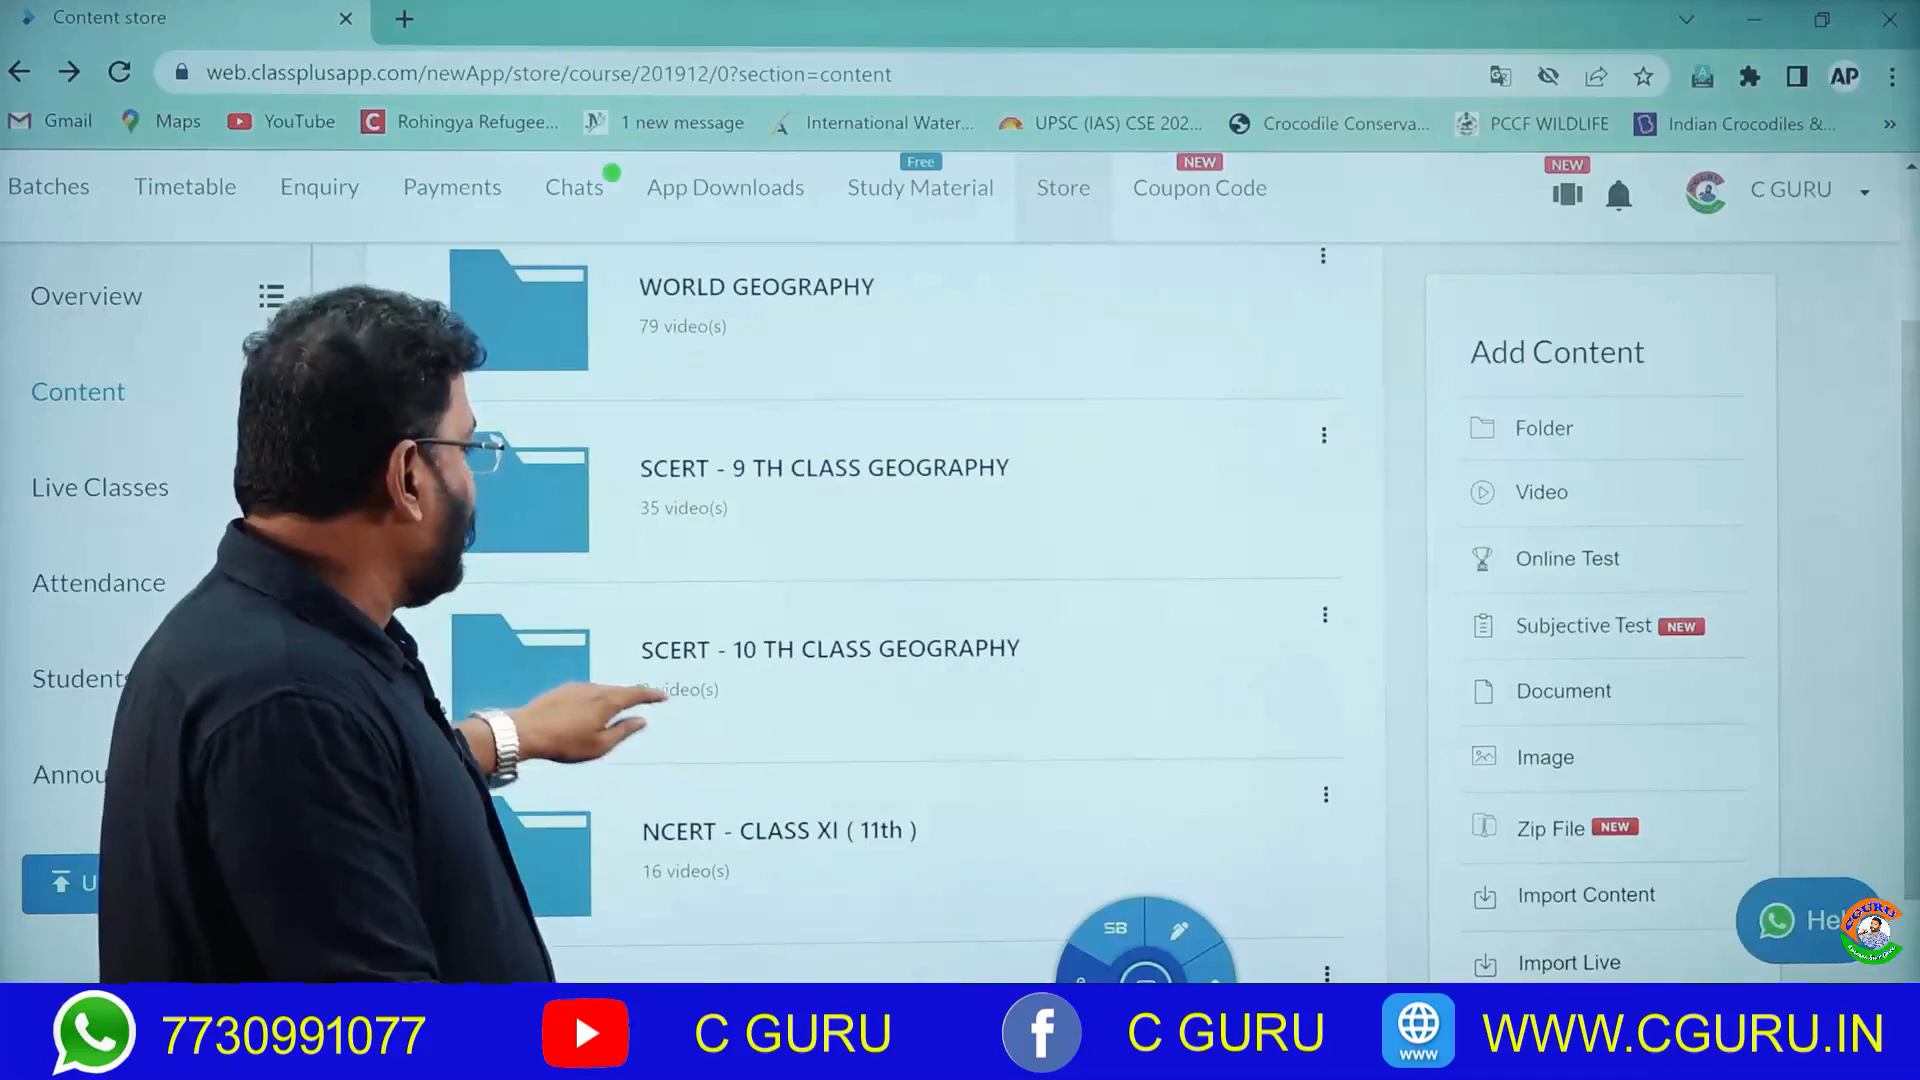 Content store
web.classplusapp.com/newApp/store/course/201912/0?section=content
AP
Gmail
Maps
YouTube
Rohingya Refugee...
1 new message
International Water...
UPSC (IAS) CSE 202...
Crocodile Conserva...
PCCF WILDLIFE
Indian Crocodiles &...
Batches
Timetable
Enquiry
Payments
Chats
App Downloads
Free
Study Material
Store
NEW
Coupon Code
NEW
C GURU
Overview
Content
Live Classes
Attendance
Students
WORLD GEOGRAPHY
79 video(s)
SCERT - 9 TH CLASS GEOGRAPHY
35 video(s)
SCERT - 10 TH CLASS GEOGRAPHY
video(s)
NCERT - CLASS XI ( 11th )
16 video(s)
SB
Add Content
Folder
Video
Online Test
Subjective Test NEW
Document
Image
Zip File NEW
Import Content
Import Live
CGURU
7730991077
C GURU
C GURU
WWW
WWW.CGURU.IN